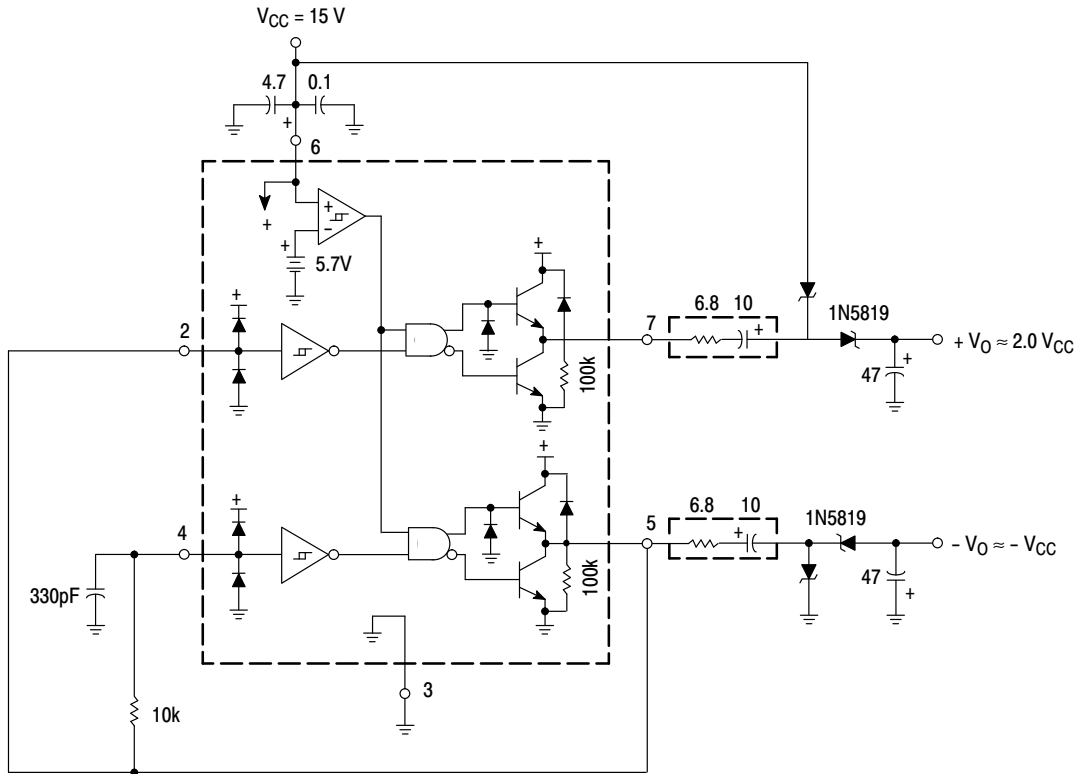 VCC = 15 V
4.7
0.1
+
6
+
-
+
+
5.7V
+
+
2
7
6.8
10
+
1N5819
100k
47
+
+ VO ≈ 2.0 VCC
+
+
4
5
6.8
+
10
1N5819
100k
47
+
- VO ≈ - VCC
330pF
3
10k